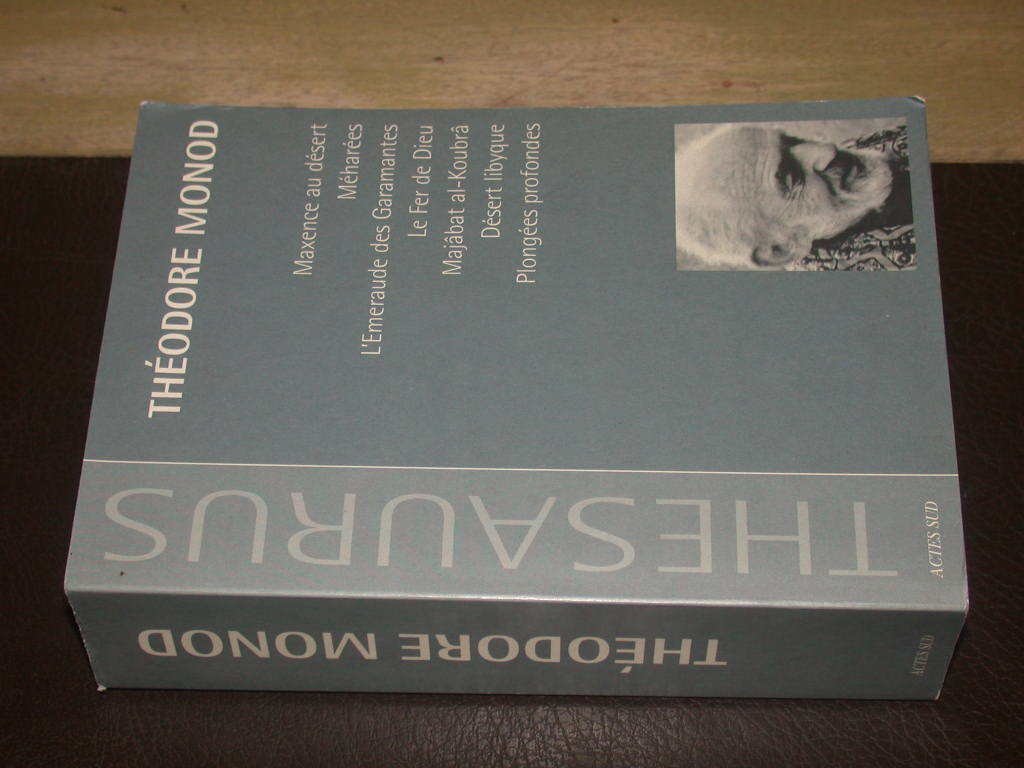 THÉODORE MONOD
Maxence au désert
Méharées
L'Emeraude des Garamantes
Le Fer de Dieu
Majâbat al-Koubrâ
Désert libyque
Plongées profondes
THESAURUS
ACTES SUD
THÉODORE MONOD
ACTES SUD